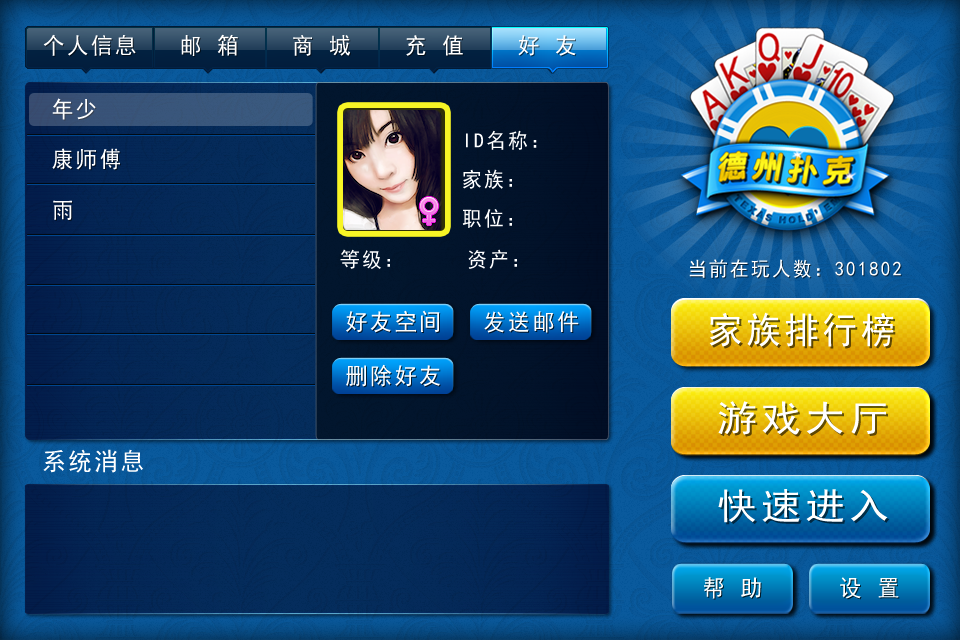 个人信息 邮箱 商城 充值 好友
年少
康师傅
雨
ID名称：
家族：
职位：
等级： 资产：
好友空间 发送邮件
删除好友
系统消息
A K Q J 10
德州扑克
TEXAS HOLD'EM
当前在玩人数：301802
家族排行榜
游戏大厅
快速进入
帮助 设置